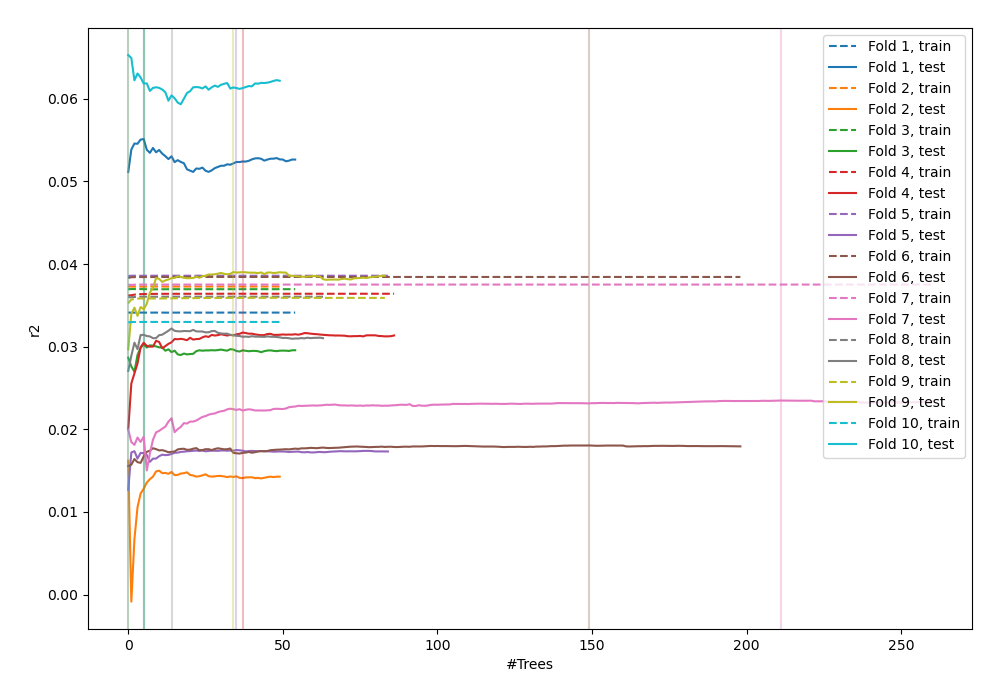 0.06
0.05
0.04
0.03
0.02
0.01
0.00
r2
0
50
100
150
200
250
#Trees
Fold 1, train
Fold 1, test
Fold 2, train
Fold 2, test
Fold 3, train
Fold 3, test
Fold 4, train
Fold 4, test
Fold 5, train
Fold 5, test
Fold 6, train
Fold 6, test
Fold 7, train
Fold 7, test
Fold 8, train
Fold 8, test
Fold 9, train
Fold 9, test
Fold 10, train
Fold 10, test